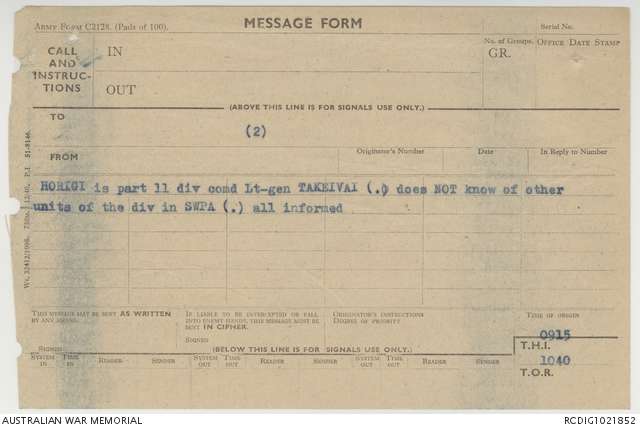 Army Form C2128. (Pads of 100).
MESSAGE FORM
Serial No.
CALL
AND
INSTRUC-
TIONS
IN
OUT
No. of Groups.
GR.
Office Date Stamp
(ABOVE THIS LINE IS FOR SIGNALS USE ONLY.)
TO
(2)
FROM
Originator's Number
Date
In Reply to Number
HORIGI is part 11 div comd Lt-gen TAKEIVAI (.) does NOT know of other
units of the div in SWPA (.) all informed
51-8146.
THIS MESSAGE MAY BE SENT AS WRITTEN
BY ANY MEANS.
SIGNED
IF LIABLE TO BE INTERCEPTED OR FALL
INTO ENEMY HANDS, THIS MESSAGE MUST BE
SENT IN CIPHER.
SIGNED
ORIGINATOR'S INSTRUCTIONS
DEGREE OF PRIORITY
TIME OF ORIGIN
0915
T.H.I.
1040
T.O.R.
(BELOW THIS LINE IS FOR SIGNALS USE ONLY.)
SYSTEM IN
TIME IN
READER
SENDER
SYSTEM OUT
TIME OUT
READER
SENDER
SYSTEM OUT
TIME OUT
READER
SENDER
AUSTRALIAN WAR MEMORIAL
RCDIG1021852